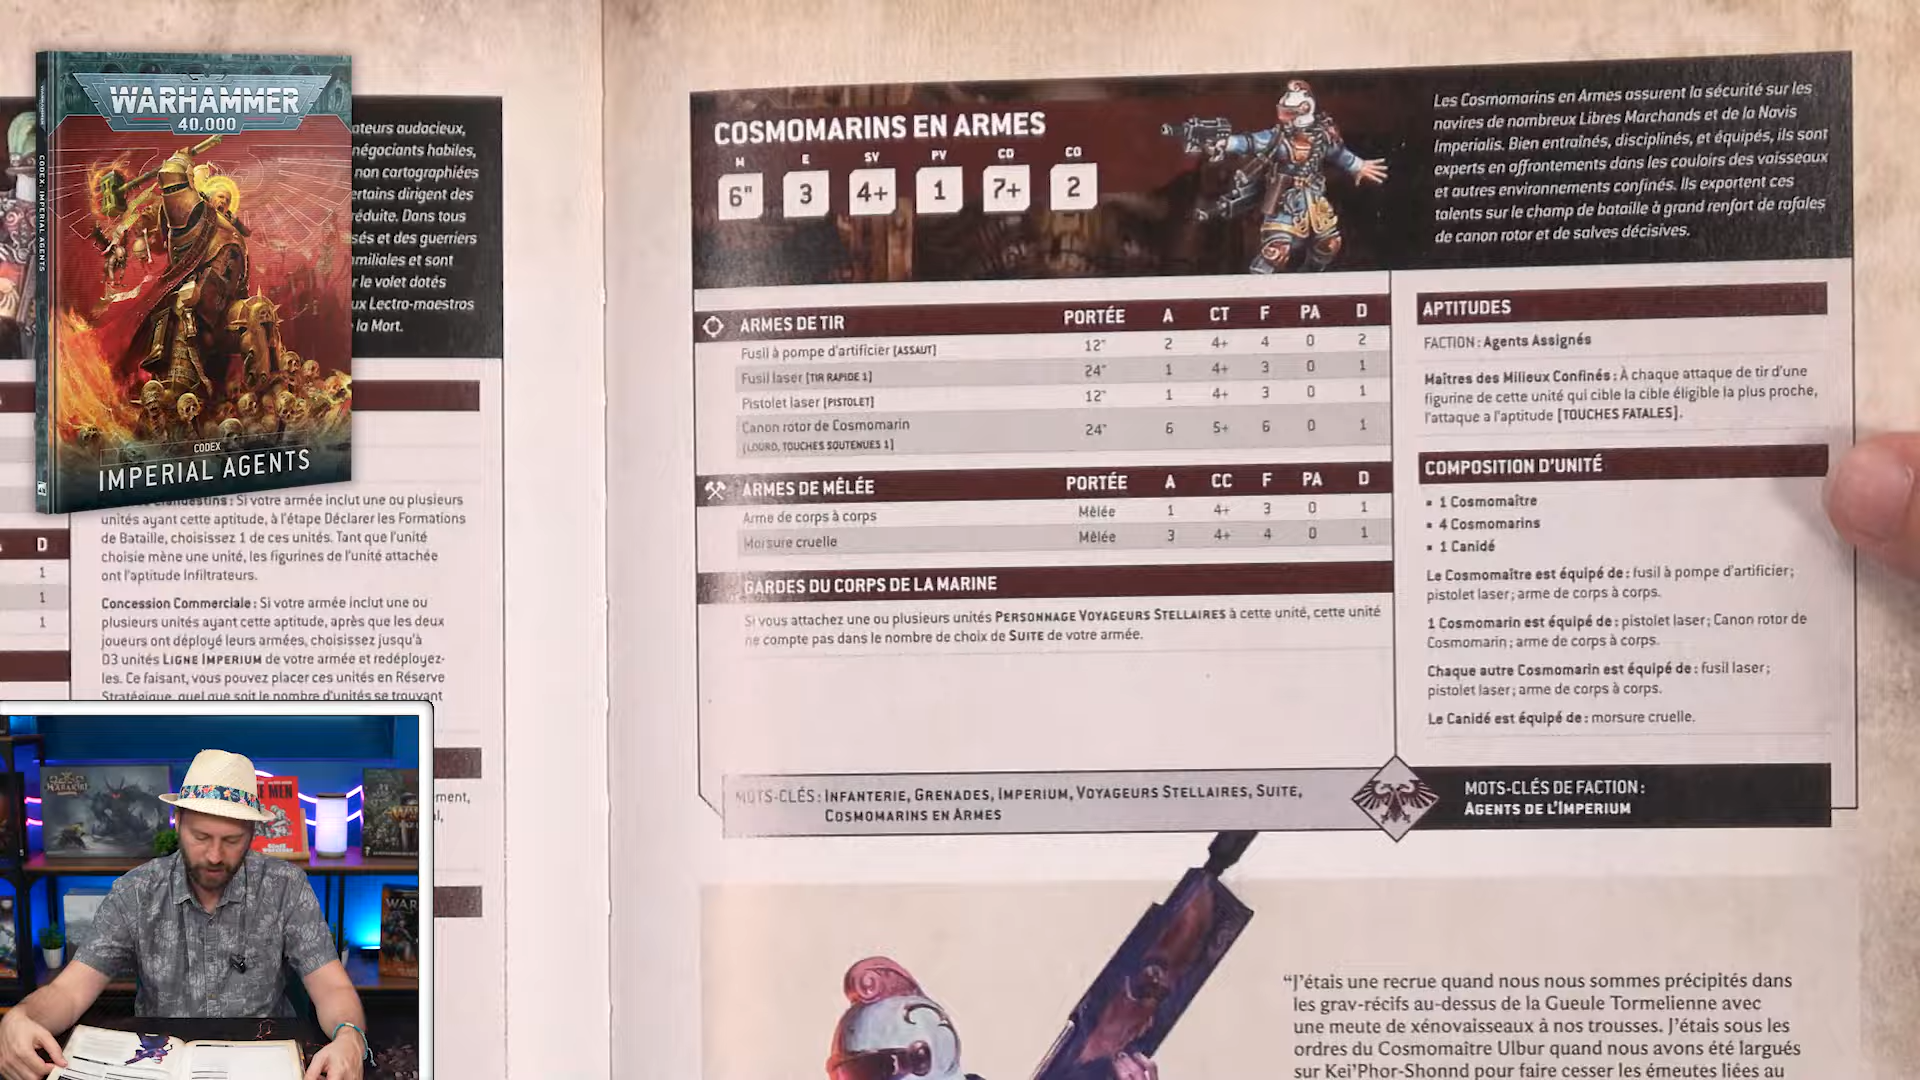 WARHAMMER
40,000
CODEX: IMPERIAL AGENTS
CODEX
IMPERIAL AGENTS
ateurs audacieux,
négociants habiles,
non cartographiées
ertains dirigent des
réduite. Dans tous
sés et des guerriers
miliales et sont
r le volet dotés
ux Lectro-maestros
la Mort.
D
1
1
1
Si votre armée inclut une ou plusieurs
unités ayant cette aptitude, à l'étape Déclarer les Formations
de Bataille, choisissez 1 de ces unités. Tant que l'unité
choisie mène une unité, les figurines de l'unité attachée
ont l'aptitude Infiltrateurs.
Concession Commerciale : Si votre armée inclut une ou
plusieurs unités ayant cette aptitude, après que les deux
joueurs ont déployé leurs armées, choisissez jusqu'à
D3 unités LIGNE IMPERIUM de votre armée et redéployez-
les. Ce faisant, vous pouvez placer ces unités en Réserve
Stratégique, quel que soit le nombre d'unités se trouvant
ement,
COSMOMARINS EN ARMES
M E SV PV CD CO
6" 3 4+ 1 7+ 2
Les Cosmomarins en Armes assurent la sécurité sur les
navires de nombreux Libres Marchands et de la Navis
Imperialis. Bien entraînés, disciplinés, et équipés, ils sont
experts en affrontements dans les couloirs des vaisseaux
et autres environnements confinés. Ils exportent ces
talents sur le champ de bataille à grand renfort de rafales
de canon rotor et de salves décisives.
ARMES DE TIR PORTÉE A CT F PA D
Fusil à pompe d'artificier [ASSAUT] 12" 2 4+ 4 0 2
Fusil laser [TIR RAPIDE 1] 24" 1 4+ 3 0 1
Pistolet laser [PISTOLET] 12" 1 4+ 3 0 1
Canon rotor de Cosmomarin 24" 6 5+ 6 0 1
[LOURD, TOUCHES SOUTENUES 1]
ARMES DE MÊLÉE PORTÉE A CC F PA D
Arme de corps à corps Mêlée 1 4+ 3 0 1
Morsure cruelle Mêlée 3 4+ 4 0 1
GARDES DU CORPS DE LA MARINE
Si vous attachez une ou plusieurs unités PERSONNAGE VOYAGEURS STELLAIRES à cette unité, cette unité
ne compte pas dans le nombre de choix de SUITE de votre armée.
APTITUDES
FACTION : Agents Assignés
Maîtres des Milieux Confinés : À chaque attaque de tir d'une
figurine de cette unité qui cible la cible éligible la plus proche,
l'attaque a l'aptitude [TOUCHES FATALES].
COMPOSITION D'UNITÉ
▪ 1 Cosmomaître
▪ 4 Cosmomarins
▪ 1 Canidé
Le Cosmomaître est équipé de : fusil à pompe d'artificier ;
pistolet laser ; arme de corps à corps.
1 Cosmomarin est équipé de : pistolet laser ; Canon rotor de
Cosmomarin ; arme de corps à corps.
Chaque autre Cosmomarin est équipé de : fusil laser ;
pistolet laser ; arme de corps à corps.
Le Canidé est équipé de : morsure cruelle.
MOTS-CLÉS : INFANTERIE, GRENADES, IMPERIUM, VOYAGEURS STELLAIRES, SUITE,
COSMOMARINS EN ARMES
MOTS-CLÉS DE FACTION :
AGENTS DE L'IMPERIUM
"J'étais une recrue quand nous nous sommes précipités dans
les grav-récifs au-dessus de la Gueule Tormelienne avec
une meute de xénovaisseaux à nos trousses. J'étais sous les
ordres du Cosmomaître Ulbur quand nous avons été largués
sur Kei'Phor-Shonnd pour faire cesser les émeutes liées au